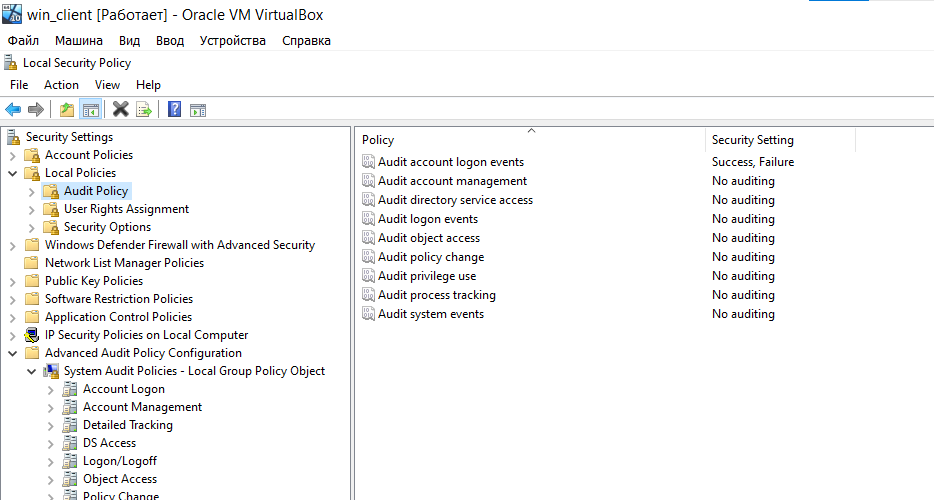 win_client [Работает] - Oracle VM VirtualBox
Файл Машина Вид Ввод Устройства Справка
Local Security Policy
File Action View Help
Security Settings
Account Policies
Local Policies
Audit Policy
User Rights Assignment
Security Options
Windows Defender Firewall with Advanced Security
Network List Manager Policies
Public Key Policies
Software Restriction Policies
Application Control Policies
IP Security Policies on Local Computer
Advanced Audit Policy Configuration
System Audit Policies - Local Group Policy Object
Account Logon
Account Management
Detailed Tracking
DS Access
Logon/Logoff
Object Access
Policy Change
Policy Security Setting
Audit account logon events Success, Failure
Audit account management No auditing
Audit directory service access No auditing
Audit logon events No auditing
Audit object access No auditing
Audit policy change No auditing
Audit privilege use No auditing
Audit process tracking No auditing
Audit system events No auditing